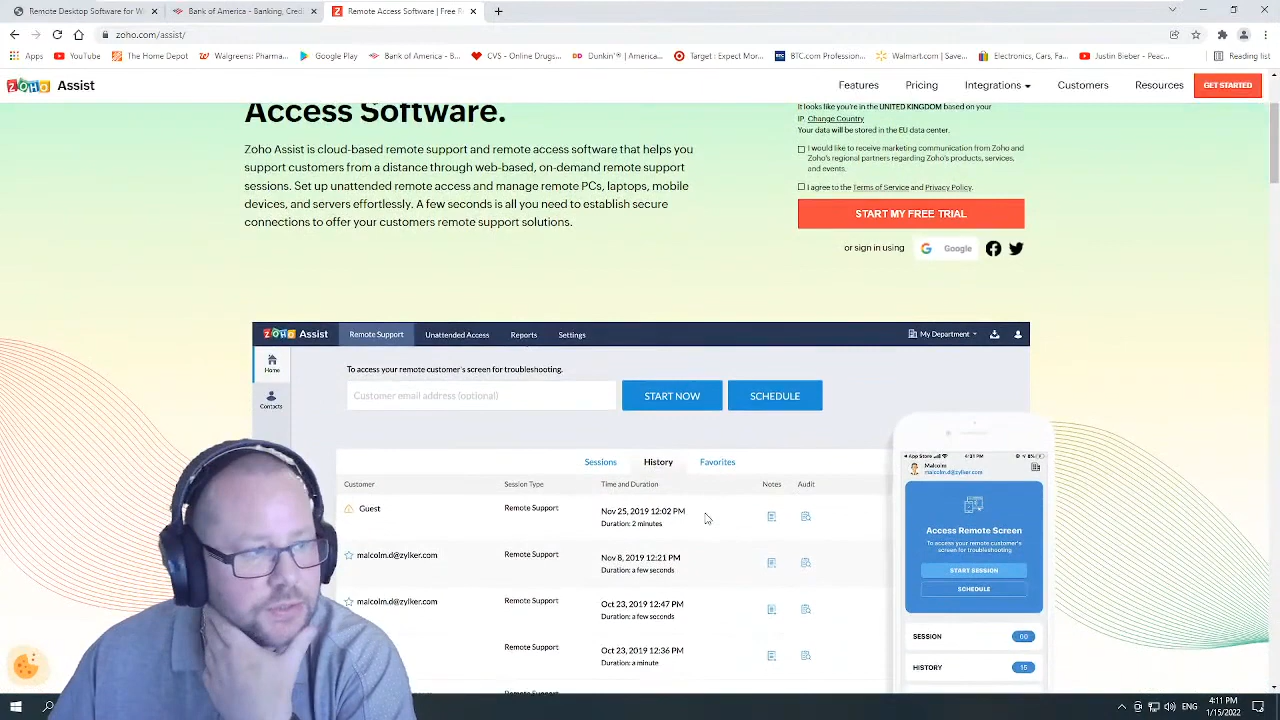 Remote Desktop Software for W
Bank of America - Banking, Credi
Remote Access Software | Free R
zoho.com/assist/
Apps
YouTube
The Home Depot
Walgreens: Pharma...
Google Play
Bank of America - B...
CVS - Online Drugs...
Dunkin'® | America...
Target : Expect Mor...
BTC.com Profession...
Walmart.com | Save...
Electronics, Cars, Fa...
Justin Bieber - Peac...
Reading list
ZOHO Assist
Features
Pricing
Integrations
Customers
Resources
GET STARTED
Access Software.
Zoho Assist is cloud-based remote support and remote access software that helps you
support customers from a distance through web-based, on-demand remote support
sessions. Set up unattended remote access and manage remote PCs, laptops, mobile
devices, and servers effortlessly. A few seconds is all you need to establish secure
connections to offer your customers remote support solutions.
It looks like you're in the UNITED KINGDOM based on your
IP. Change Country
Your data will be stored in the EU data center.
I would like to receive marketing communication from Zoho and
Zoho's regional partners regarding Zoho's products, services,
and events.
I agree to the Terms of Service and Privacy Policy.
START MY FREE TRIAL
or sign in using
Google
ZOHO Assist
Remote Support
Unattended Access
Reports
Settings
My Department
Home
Contacts
To access your remote customer's screen for troubleshooting.
Customer email address (optional)
START NOW
SCHEDULE
Sessions
History
Favorites
Customer
Session Type
Time and Duration
Notes
Audit
Guest
Remote Support
Nov 25, 2019 12:02 PM
Duration: 2 minutes
malcolm.d@zylker.com
Remote Support
Nov 8, 2019 12:21 PM
Duration: a few seconds
malcolm.d@zylker.com
Remote Support
Oct 23, 2019 12:47 PM
Duration: a few seconds
Remote Support
Oct 23, 2019 12:36 PM
Duration: a minute
App Store
4:21 PM
Malcolm
malcolm.d@zylker.com
Access Remote Screen
To access your remote customer's
screen for troubleshooting
START SESSION
SCHEDULE
SESSION
00
HISTORY
15
ENG
4:11 PM
1/15/2022